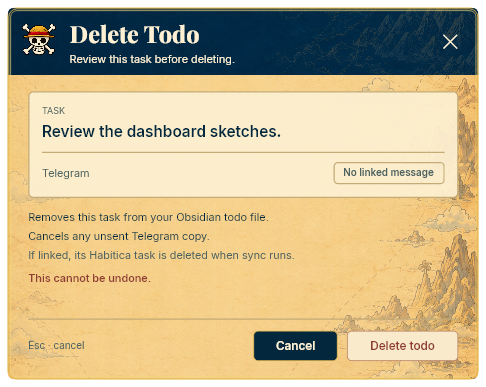 Delete Todo
Review this task before deleting.
TASK
Review the dashboard sketches.
Telegram
No linked message
Removes this task from your Obsidian todo file.
Cancels any unsent Telegram copy.
If linked, its Habitica task is deleted when sync runs.
This cannot be undone.
Esc · cancel
Cancel
Delete todo